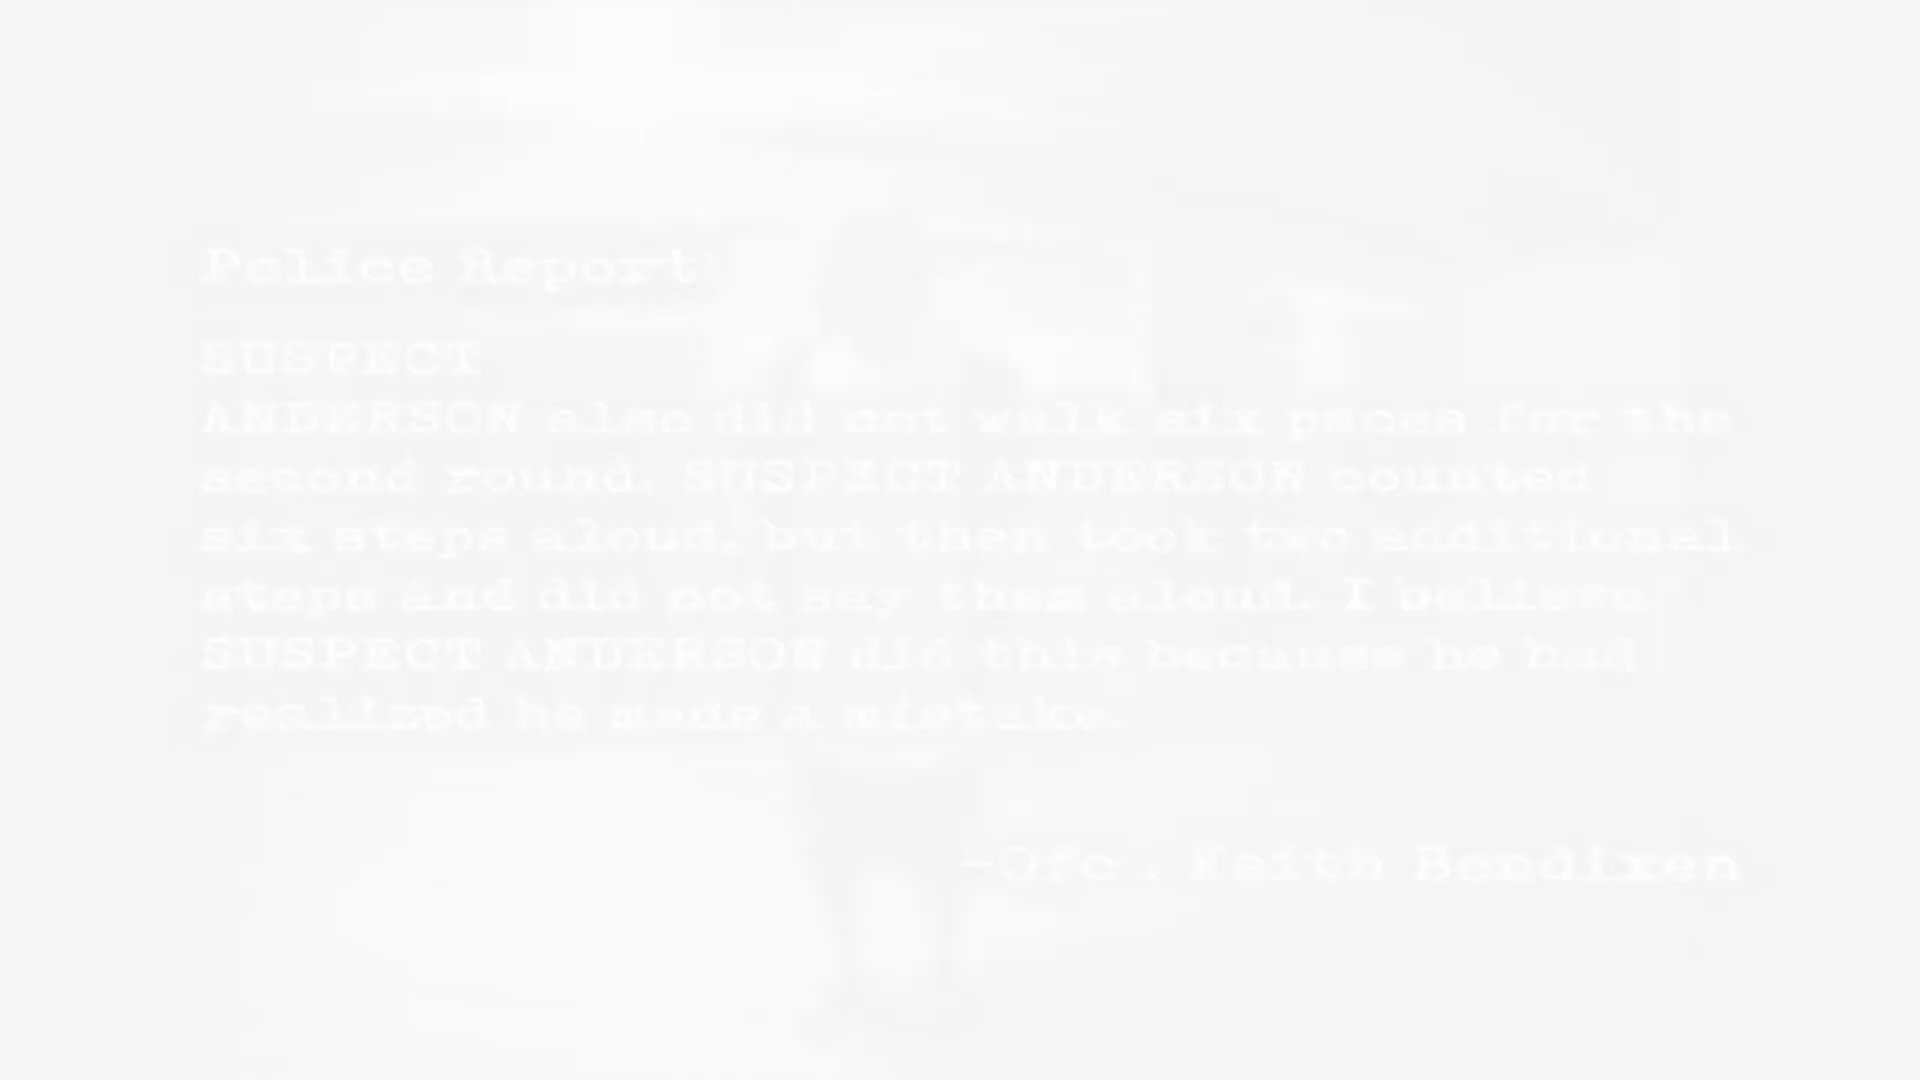 Police Report:
SUSPECT
ANDERSON also did not walk six paces for the
second round. SUSPECT ANDERSON counted
six steps aloud, but then took two additional
steps and did not say them aloud. I believe
SUSPECT ANDERSON did this because he had
realized he made a mistake.
-Ofc . Keith Bendixen